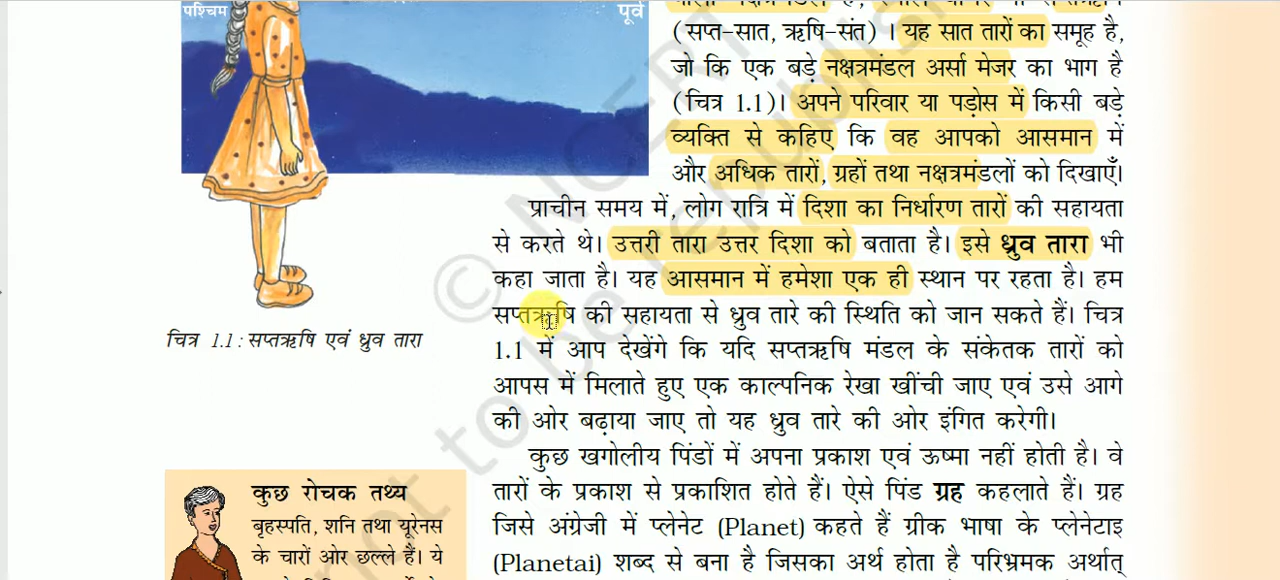 पश्चिम
पूर्व
(सप्त-सात, ऋषि-संत) । यह सात तारों का समूह है,
जो कि एक बड़े नक्षत्रमंडल अर्सा मेजर का भाग है
(चित्र 1.1)। अपने परिवार या पड़ोस में किसी बड़े
व्यक्ति से कहिए कि वह आपको आसमान में
और अधिक तारों, ग्रहों तथा नक्षत्रमंडलों को दिखाएँ।
प्राचीन समय में, लोग रात्रि में दिशा का निर्धारण तारों की सहायता
से करते थे। उत्तरी तारा उत्तर दिशा को बताता है। इसे ध्रुव तारा भी
कहा जाता है। यह आसमान में हमेशा एक ही स्थान पर रहता है। हम
सप्तऋषि की सहायता से ध्रुव तारे की स्थिति को जान सकते हैं। चित्र
1.1 में आप देखेंगे कि यदि सप्तऋषि मंडल के संकेतक तारों को
आपस में मिलाते हुए एक काल्पनिक रेखा खींची जाए एवं उसे आगे
की ओर बढ़ाया जाए तो यह ध्रुव तारे की ओर इंगित करेगी।
कुछ खगोलीय पिंडों में अपना प्रकाश एवं ऊष्मा नहीं होती है। वे
तारों के प्रकाश से प्रकाशित होते हैं। ऐसे पिंड ग्रह कहलाते हैं। ग्रह
जिसे अंग्रेजी में प्लेनेट (Planet) कहते हैं ग्रीक भाषा के प्लेनेटाइ
(Planetai) शब्द से बना है जिसका अर्थ होता है परिभ्रमक अर्थात्
चित्र 1.1 : सप्तऋषि एवं ध्रुव तारा
कुछ रोचक तथ्य
बृहस्पति, शनि तथा यूरेनस
के चारों ओर छल्ले हैं। ये
© NCERT
not to be republish